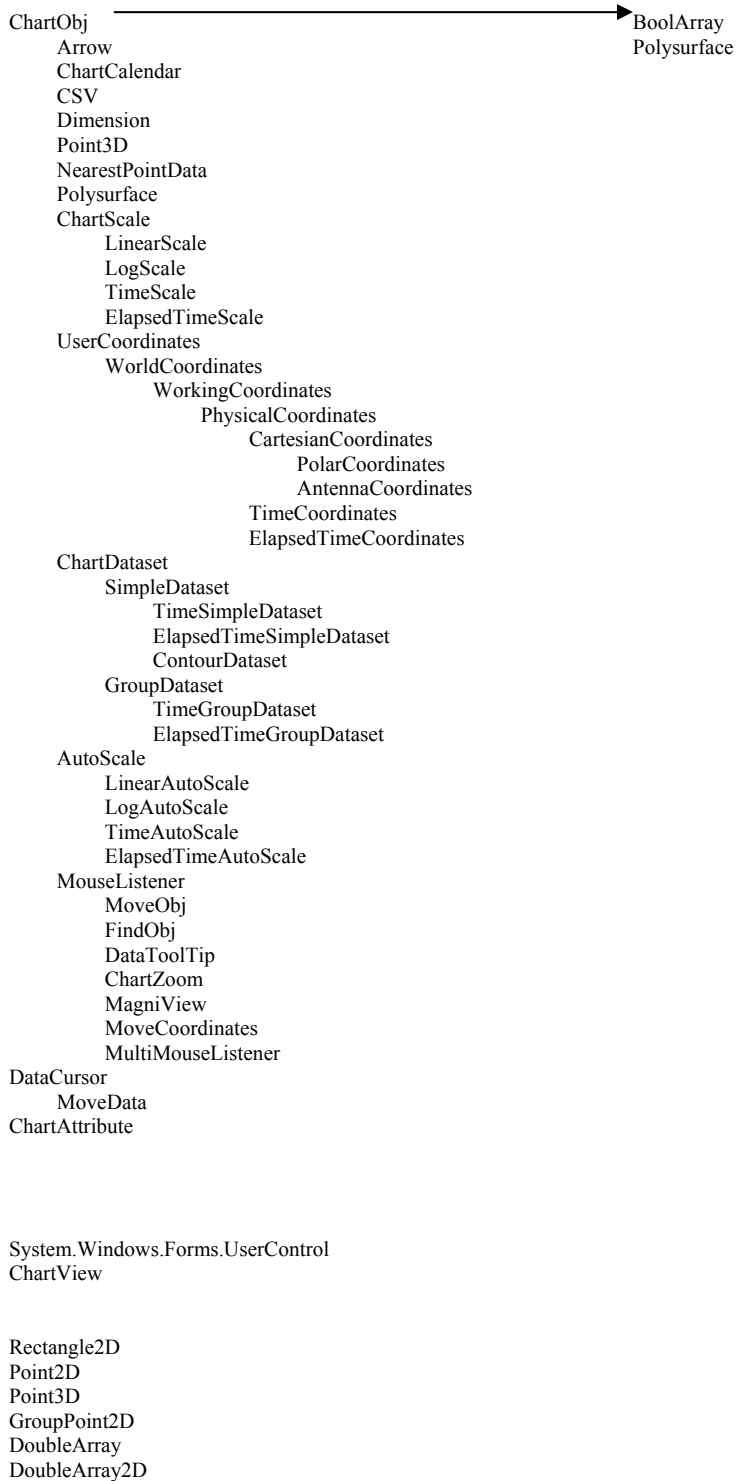 ChartObj BoolArray
Arrow Polysurface
ChartCalendar
CSV
Dimension
Point3D
NearestPointData
Polysurface
ChartScale
LinearScale
LogScale
TimeScale
ElapsedTimeScale
UserCoordinates
WorldCoordinates
WorkingCoordinates
PhysicalCoordinates
CartesianCoordinates
PolarCoordinates
AntennaCoordinates
TimeCoordinates
ElapsedTimeCoordinates
ChartDataset
SimpleDataset
TimeSimpleDataset
ElapsedTimeSimpleDataset
ContourDataset
GroupDataset
TimeGroupDataset
ElapsedTimeGroupDataset
AutoScale
LinearAutoScale
LogAutoScale
TimeAutoScale
ElapsedTimeAutoScale
MouseListener
MoveObj
FindObj
DataToolTip
ChartZoom
MagniView
MoveCoordinates
MultiMouseListener
DataCursor
MoveData
ChartAttribute
System.Windows.Forms.UserControl
ChartView
Rectangle2D
Point2D
Point3D
GroupPoint2D
DoubleArray
DoubleArray2D